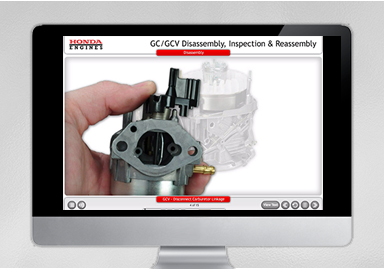 HONDA
ENGINES
GC/GCV Disassembly, Inspection & Reassembly
Disassembly
GCV - Disconnect Carburetor Linkage